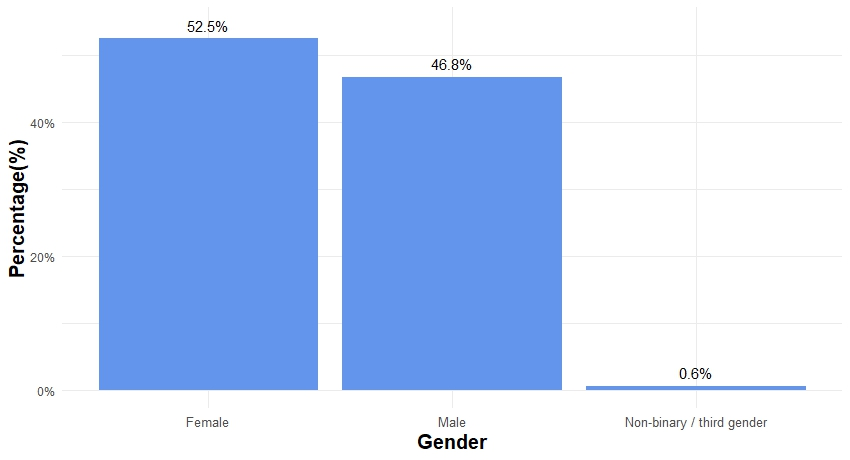 52.5%
46.8%
0.6%
40%
20%
0%
Percentage(%)
Female
Male
Non-binary / third gender
Gender